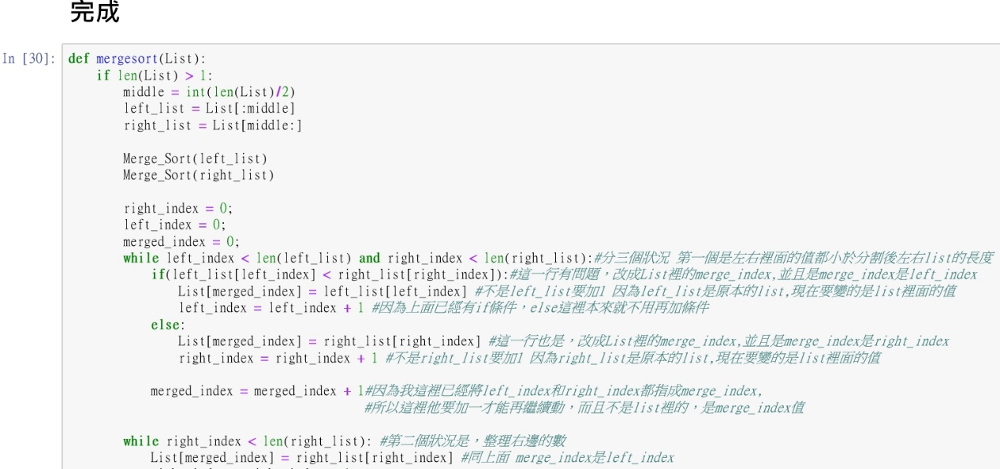 完成
In [30]: def mergesort(List):
    if len(List) > 1:
        middle = int(len(List)/2)
        left_list = List[:middle]
        right_list = List[middle:]
        Merge_Sort(left_list)
        Merge_Sort(right_list)
        right_index = 0;
        left_index = 0;
        merged_index = 0;
        while left_index < len(left_list) and right_index < len(right_list):#分三個狀況 第一個是左右裡面的值都小於分割後左右list的長度
            if(left_list[left_index] < right_list[right_index]):#這一行有問題，改成List裡的merge_index,並且是merge_index是left_index
                List[merged_index] = left_list[left_index] #不是left_list要加1 因為left_list是原本的list,現在要變的是list裡面的值
                left_index = left_index + 1 #因為上面已經有if條件，else這裡本來就不用再加條件
            else:
                List[merged_index] = right_list[right_index] #這一行也是，改成List裡的merge_index,並且是merge_index是right_index
                right_index = right_index + 1 #不是right_list要加1 因為right_list是原本的list,現在要變的是list裡面的值
            merged_index = merged_index + 1#因為我這裡已經將left_index和right_index都指成merge_index,
                                           #所以這裡他要加一才能再繼續動，而且不是list裡的，是merge_index值
        while right_index < len(right_list): #第二個狀況是，整理右邊的數
            List[merged_index] = right_list[right_index] #同上面 merge_index是left_index